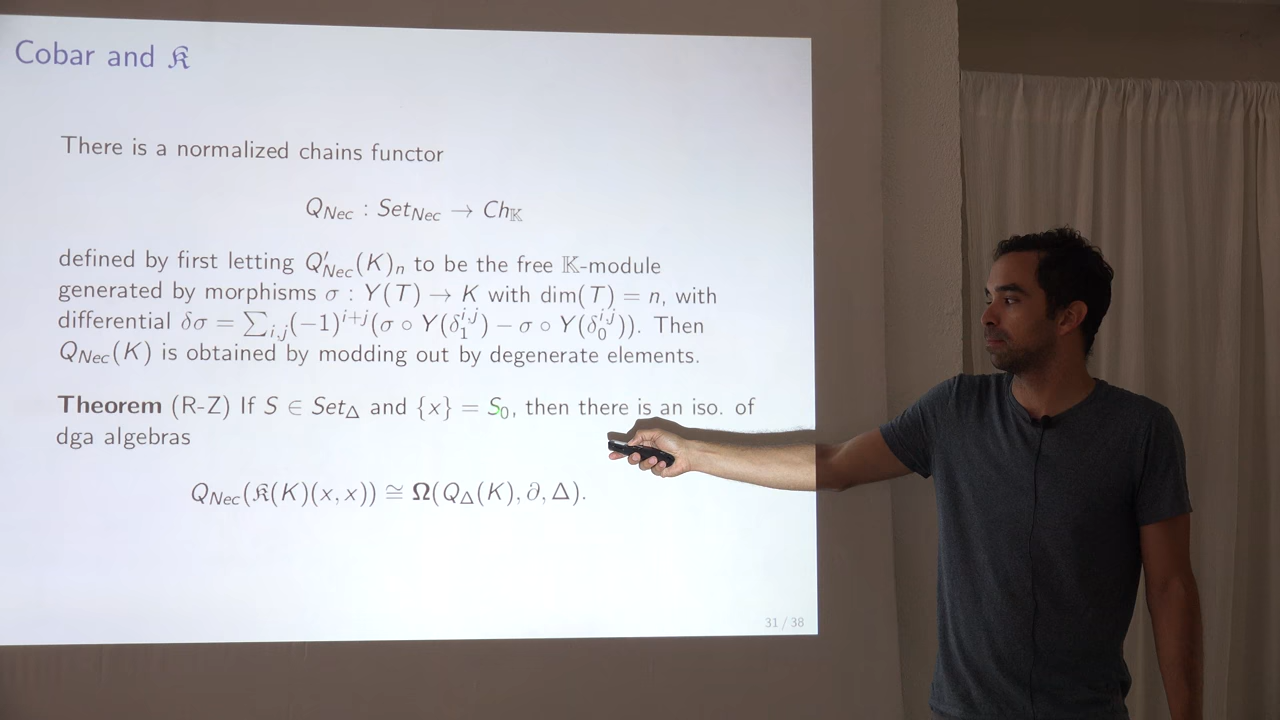 Cobar and 𝔎
There is a normalized chains functor
Q_{Nec} : Set_{Nec} → Ch_𝕂
defined by first letting Q'_{Nec}(K)_n to be the free 𝕂-module
generated by morphisms σ : Y(T) → K with dim(T) = n, with
differential δσ = ∑_{i,j}(−1)^{i+j}(σ ∘ Y(δ_1^{i,j}) − σ ∘ Y(δ_0^{i,j})). Then
Q_{Nec}(K) is obtained by modding out by degenerate elements.
Theorem (R-Z) If S ∈ Set_Δ and {x} = S_0, then there is an iso. of
dga algebras
Q_{Nec}(𝔎(K)(x, x)) ≅ Ω(Q_Δ(K), ∂, Δ).
31 / 38